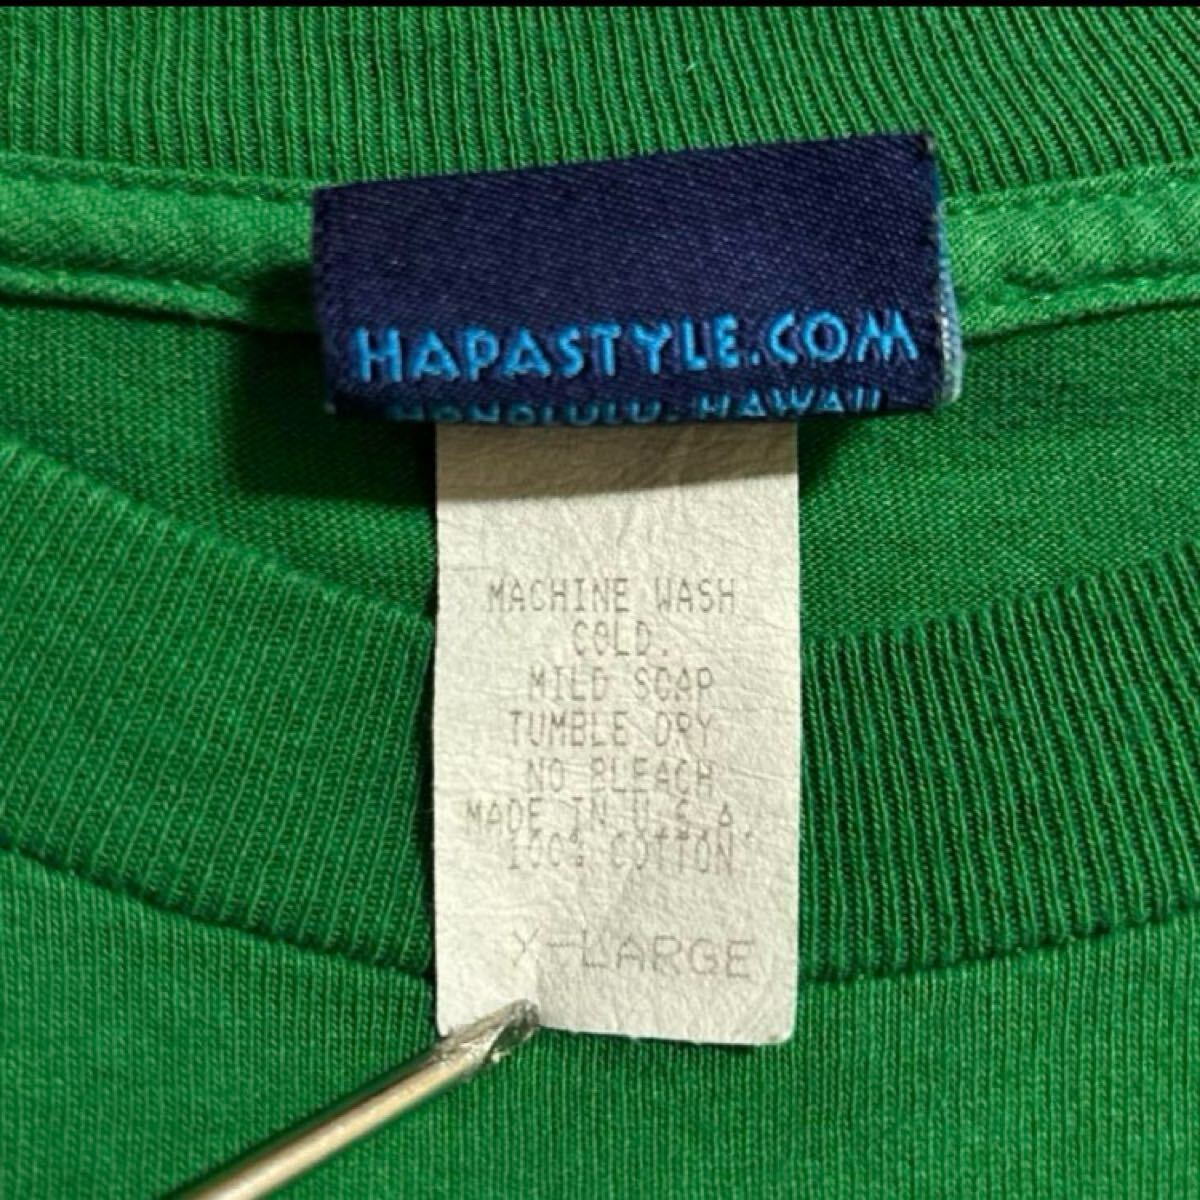 HAPASTYLE.COM
HONOLULU, HAWAII
MACHINE WASH
COLD.
MILD SOAP
TUMBLE DRY
NO BLEACH
MADE IN U.S.A.
100% COTTON
X-LARGE